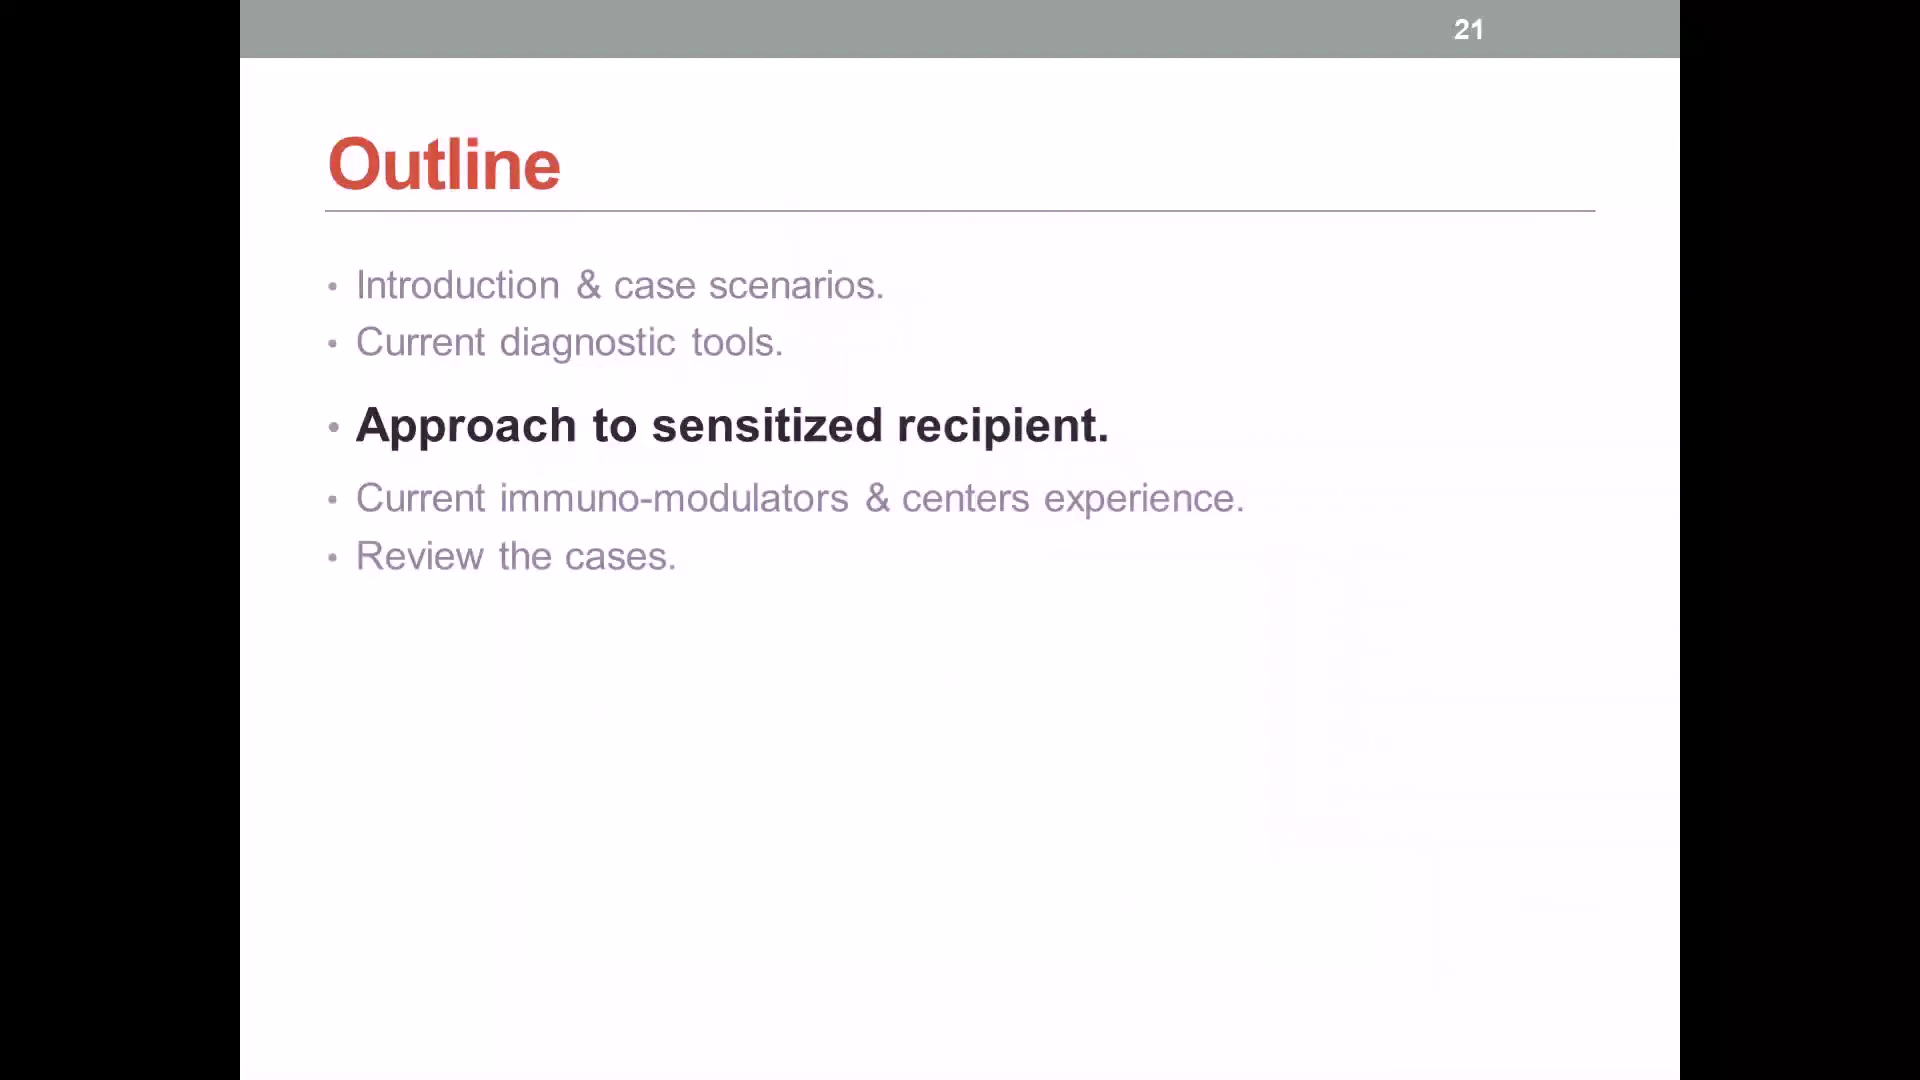 21
Outline
• Introduction & case scenarios.
• Current diagnostic tools.
• Approach to sensitized recipient.
• Current immuno-modulators & centers experience.
• Review the cases.